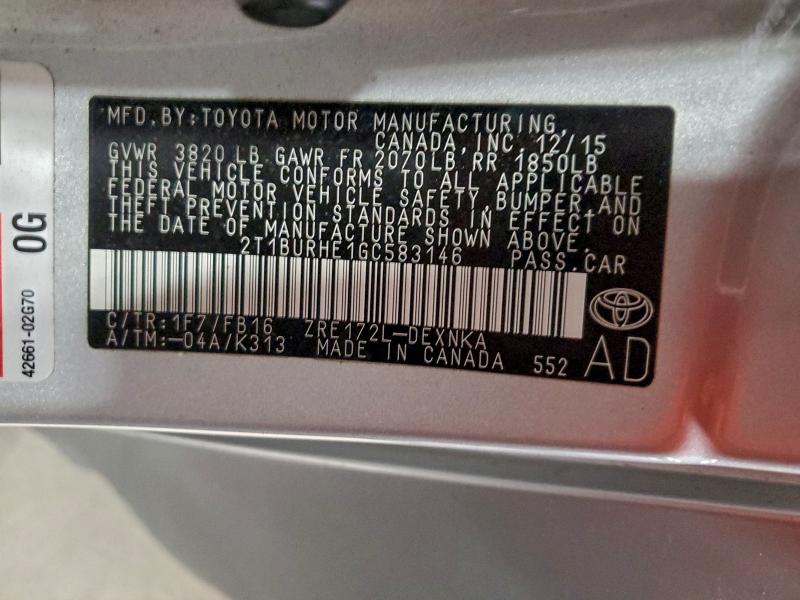 MFD.BY:TOYOTA MOTOR MANUFACTURING,
CANADA, INC. 12/15
GVWR 3820 LB GAWR FR 2070LB RR 1850LB
THIS VEHICLE CONFORMS TO ALL APPLICABLE
FEDERAL MOTOR VEHICLE SAFETY, BUMPER AND
THEFT PREVENTION STANDARDS IN EFFECT ON
THE DATE OF MANUFACTURE SHOWN ABOVE.
2T1BURHE1GC583146 PASS.CAR
C/TR:1F7/FB16 ZRE172L-DEXNKA
A/TM:-04A/K313 MADE IN CANADA 552 AD
42661-02G70 0G